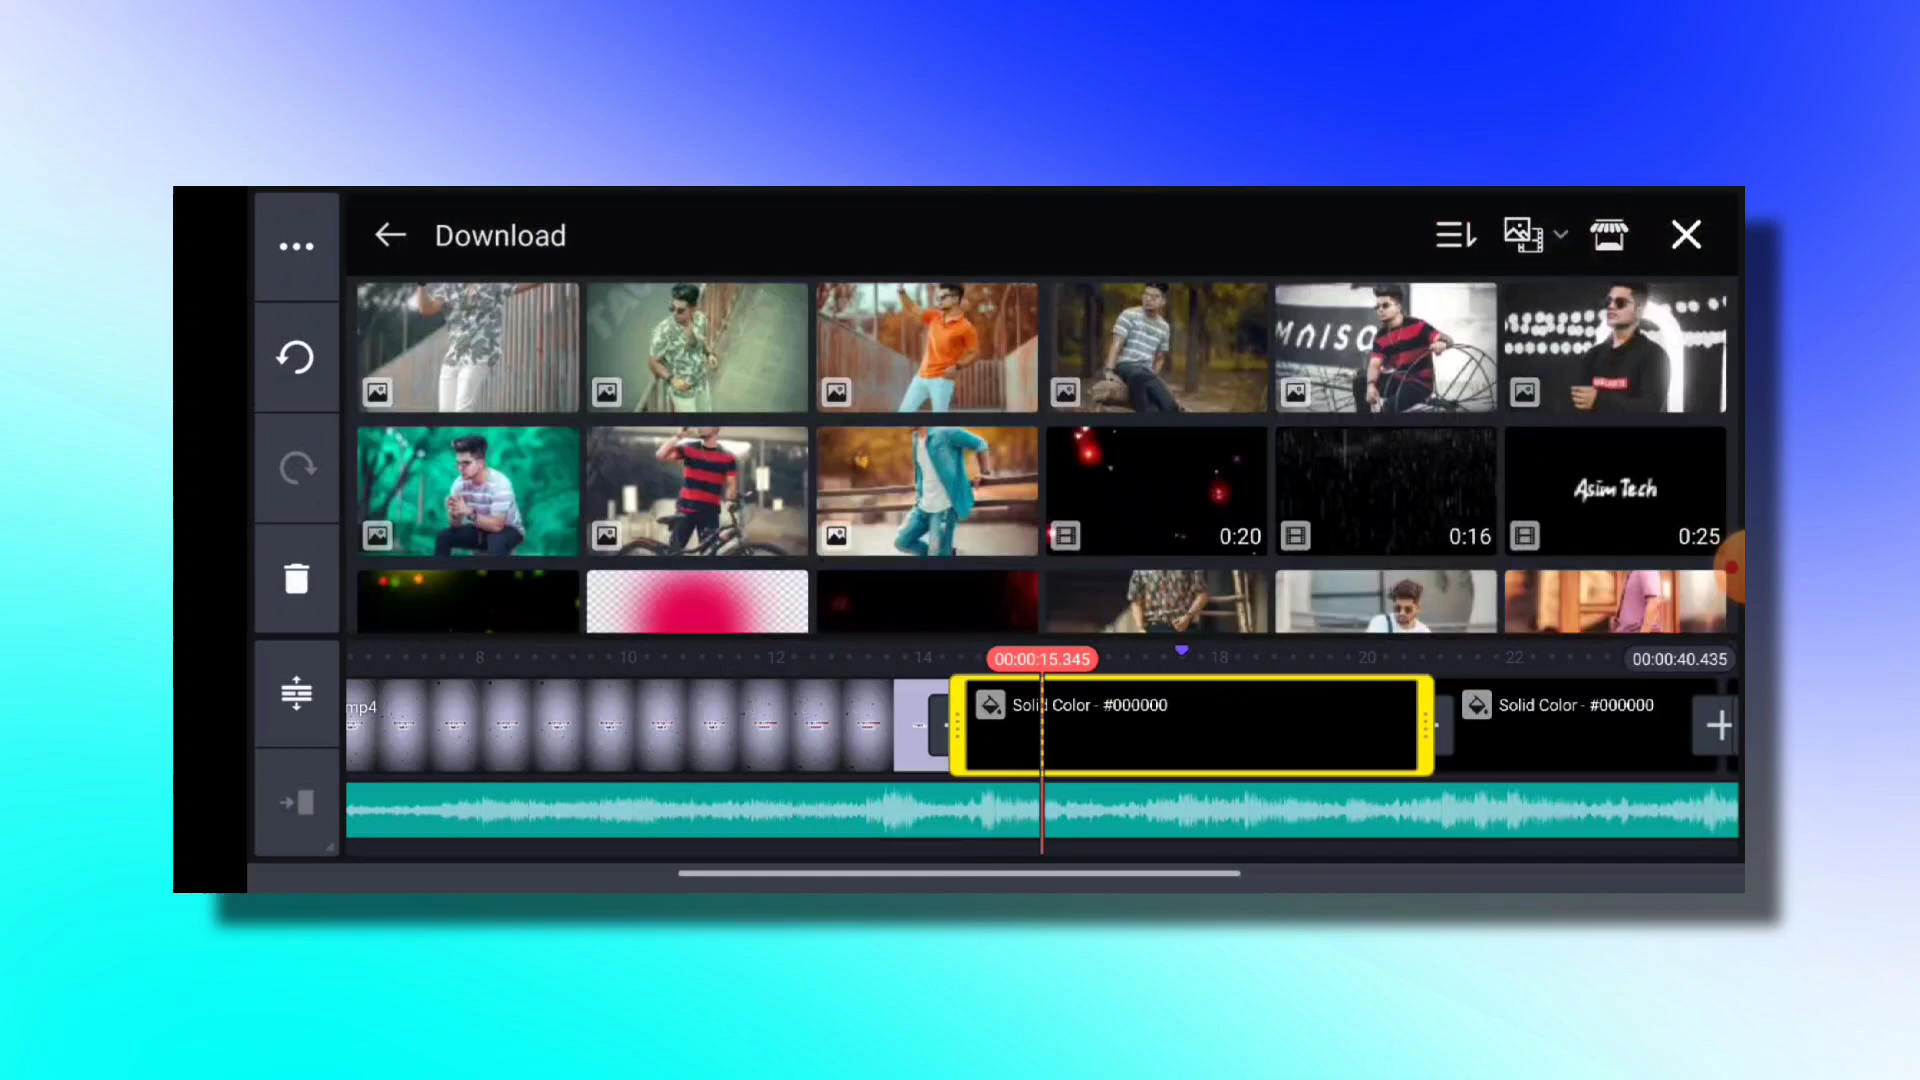 Download
MAISO
0:20
0:16
Asim Tech
0:25
8
10
12
14
00:00:15.345
18
20
22
00:00:40.435
mp4
Solid Color - #000000
Solid Color - #000000